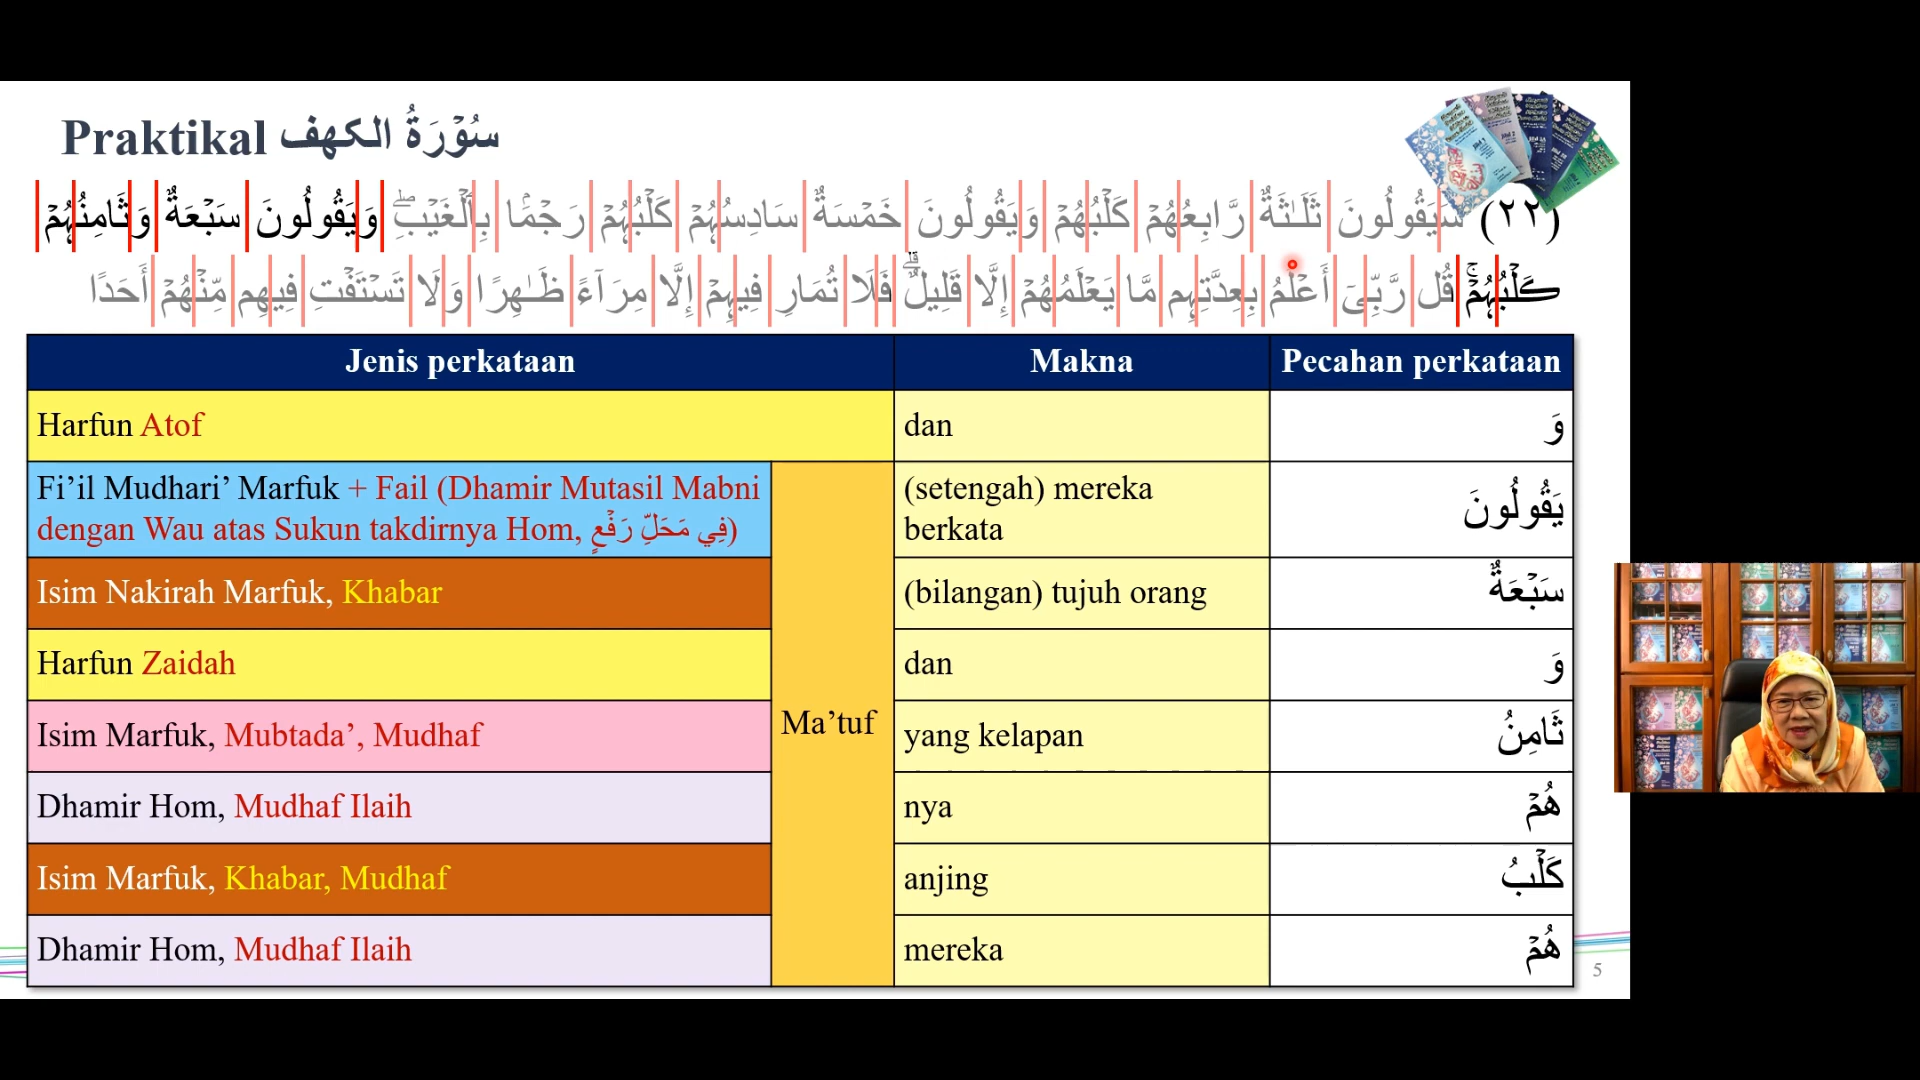 Praktikal سُوۡرَةُ الكهف
(٢٢) سَيَقُولُونَ ثَلَـٰثَةٌ رَّابِعُهُمۡ كَلۡبُهُمۡ وَيَقُولُونَ خَمۡسَةٌ سَادِسُهُمۡ كَلۡبُهُمۡ رَجۡمَۢا بِٱلۡغَيۡبِۖ وَيَقُولُونَ سَبۡعَةٌ وَثَامِنُهُمۡ
كَلۡبُهُمۡۚ قُل رَّبِّىٓ أَعۡلَمُ بِعِدَّتِهِم مَّا يَعۡلَمُهُمۡ إِلَّا قَلِيلٌۗ فَلَا تُمَارِ فِيهِمۡ إِلَّا مِرَآءً ظَـٰهِرًا وَلَا تَسۡتَفۡتِ فِيهِم مِّنۡهُمۡ أَحَدًا
Jenis perkataan Makna Pecahan perkataan
Harfun Atof dan وَ
Fi’il Mudhari’ Marfuk + Fail (Dhamir Mutasil Mabni
dengan Wau atas Sukun takdirnya Hom, فِي مَحَلِّ رَفۡعٍ)
(setengah) mereka
berkata
يَقُولُونَ
Isim Nakirah Marfuk, Khabar (bilangan) tujuh orang سَبۡعَةٌ
Harfun Zaidah dan وَ
Ma’tuf
Isim Marfuk, Mubtada’, Mudhaf yang kelapan ثَامِنُ
Dhamir Hom, Mudhaf Ilaih nya هُمۡ
Isim Marfuk, Khabar, Mudhaf anjing كَلۡبُ
Dhamir Hom, Mudhaf Ilaih mereka هُمۡ
5